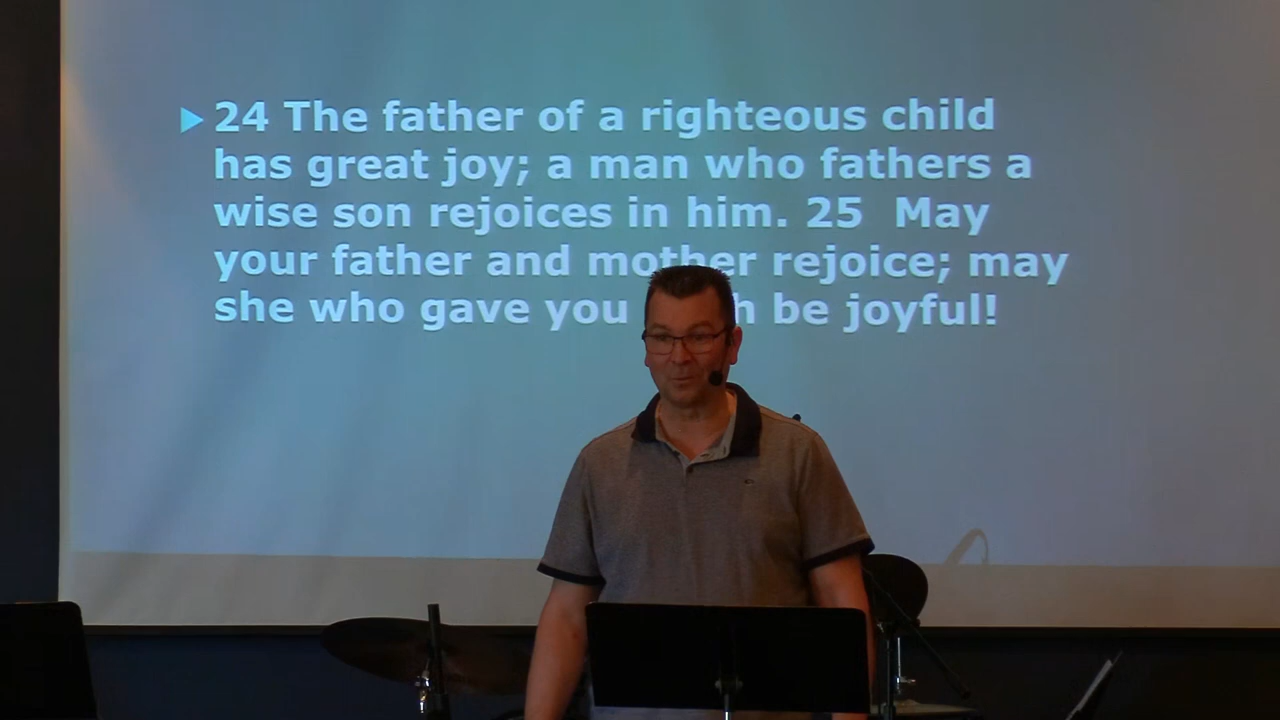 24 The father of a righteous child
has great joy; a man who fathers a
wise son rejoices in him. 25 May
your father and mother rejoice; may
she who gave you be joyful!